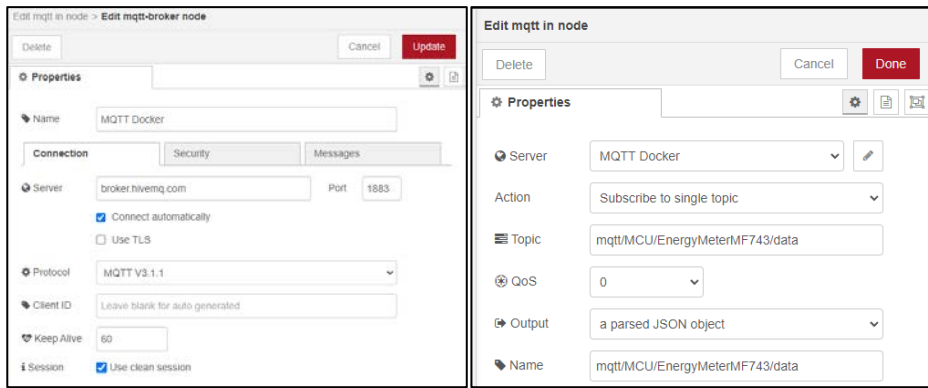 Edit mqtt in node > Edit mqtt-broker node
Delete Cancel Update
Properties
Name MQTT Docker
Connection Security Messages
Server broker.hivemq.com Port 1883
Connect automatically
Use TLS
Protocol MQTT V3.1.1
Client ID Leave blank for auto generated
Keep Alive 60
Session Use clean session
Edit mqtt in node
Delete Cancel Done
Properties
Server MQTT Docker
Action Subscribe to single topic
Topic mqtt/MCU/EnergyMeterMF743/data
QoS 0
Output a parsed JSON object
Name mqtt/MCU/EnergyMeterMF743/data